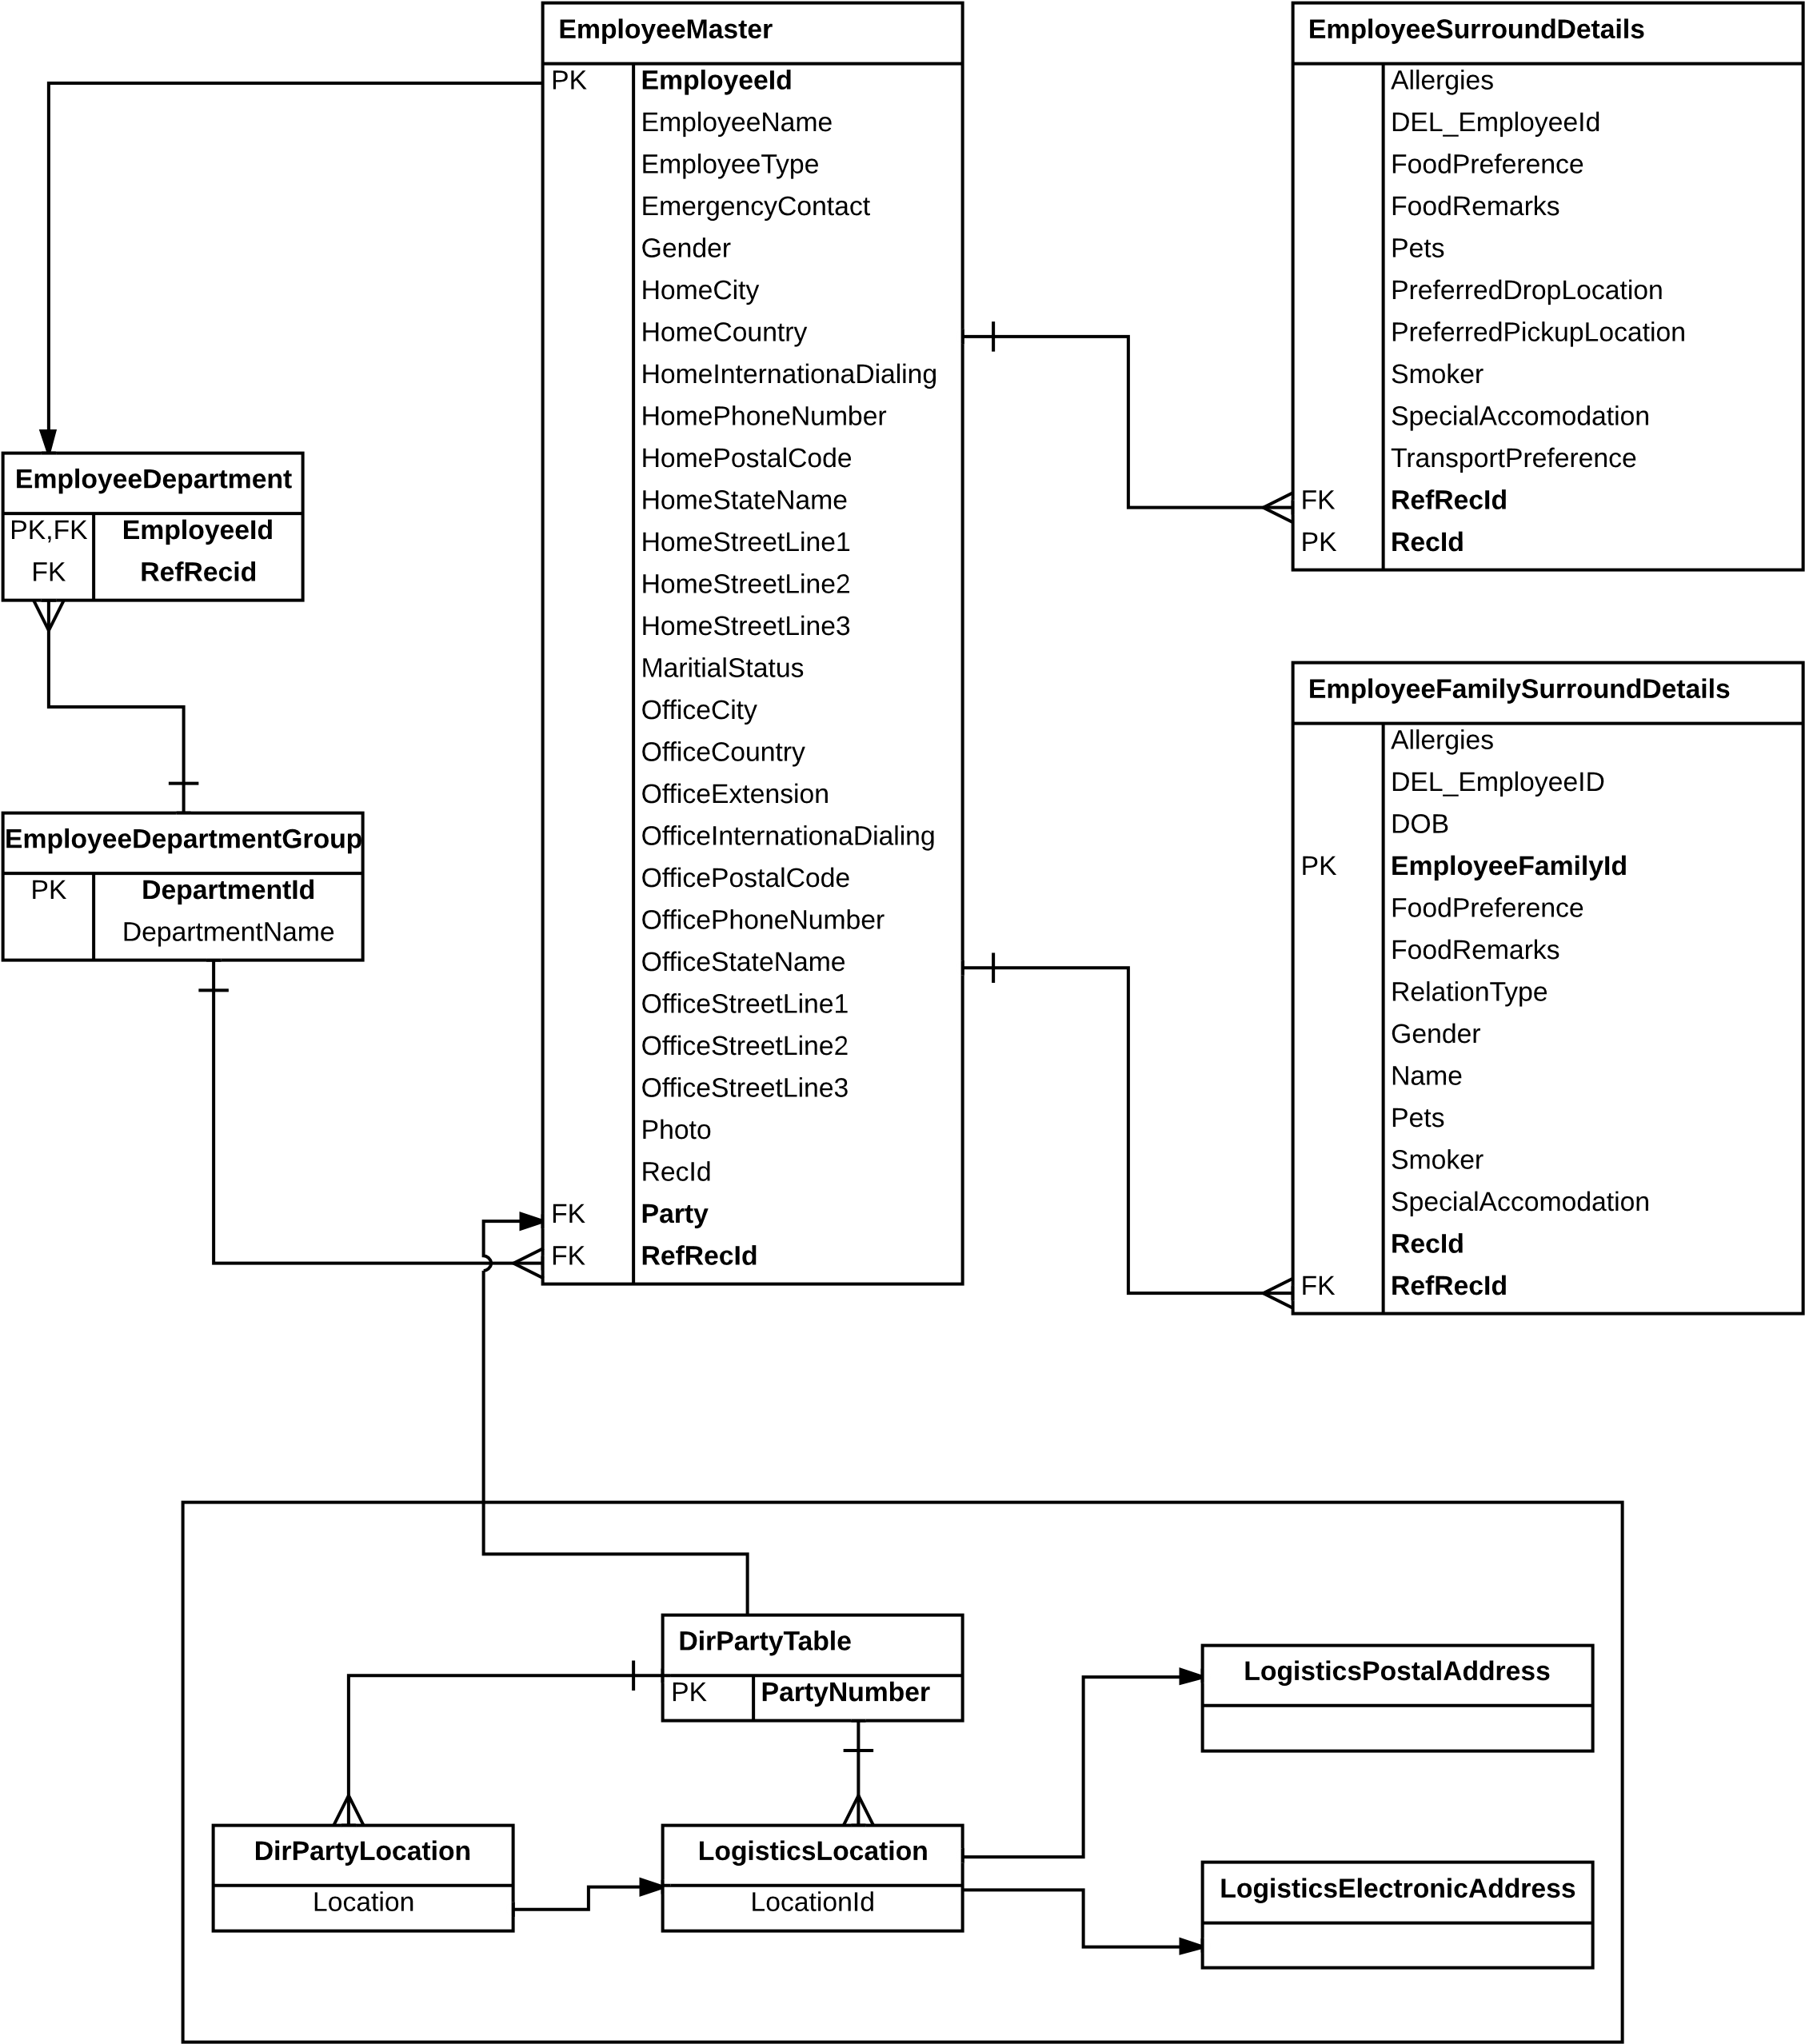 EmployeeMaster
PK EmployeeId
EmployeeName
EmployeeType
EmergencyContact
Gender
HomeCity
HomeCountry
HomeInternationaDialing
HomePhoneNumber
HomePostalCode
HomeStateName
HomeStreetLine1
HomeStreetLine2
HomeStreetLine3
MaritialStatus
OfficeCity
OfficeCountry
OfficeExtension
OfficeInternationaDialing
OfficePostalCode
OfficePhoneNumber
OfficeStateName
OfficeStreetLine1
OfficeStreetLine2
OfficeStreetLine3
Photo
RecId
FK Party
FK RefRecId
EmployeeSurroundDetails
Allergies
DEL_EmployeeId
FoodPreference
FoodRemarks
Pets
PreferredDropLocation
PreferredPickupLocation
Smoker
SpecialAccomodation
TransportPreference
FK RefRecId
PK RecId
EmployeeDepartment
PK,FK EmployeeId
FK RefRecid
EmployeeDepartmentGroup
PK DepartmentId
DepartmentName
EmployeeFamilySurroundDetails
Allergies
DEL_EmployeeID
DOB
PK EmployeeFamilyId
FoodPreference
FoodRemarks
RelationType
Gender
Name
Pets
Smoker
SpecialAccomodation
RecId
FK RefRecId
DirPartyTable
PK PartyNumber
LogisticsPostalAddress
DirPartyLocation
Location
LogisticsLocation
LocationId
LogisticsElectronicAddress